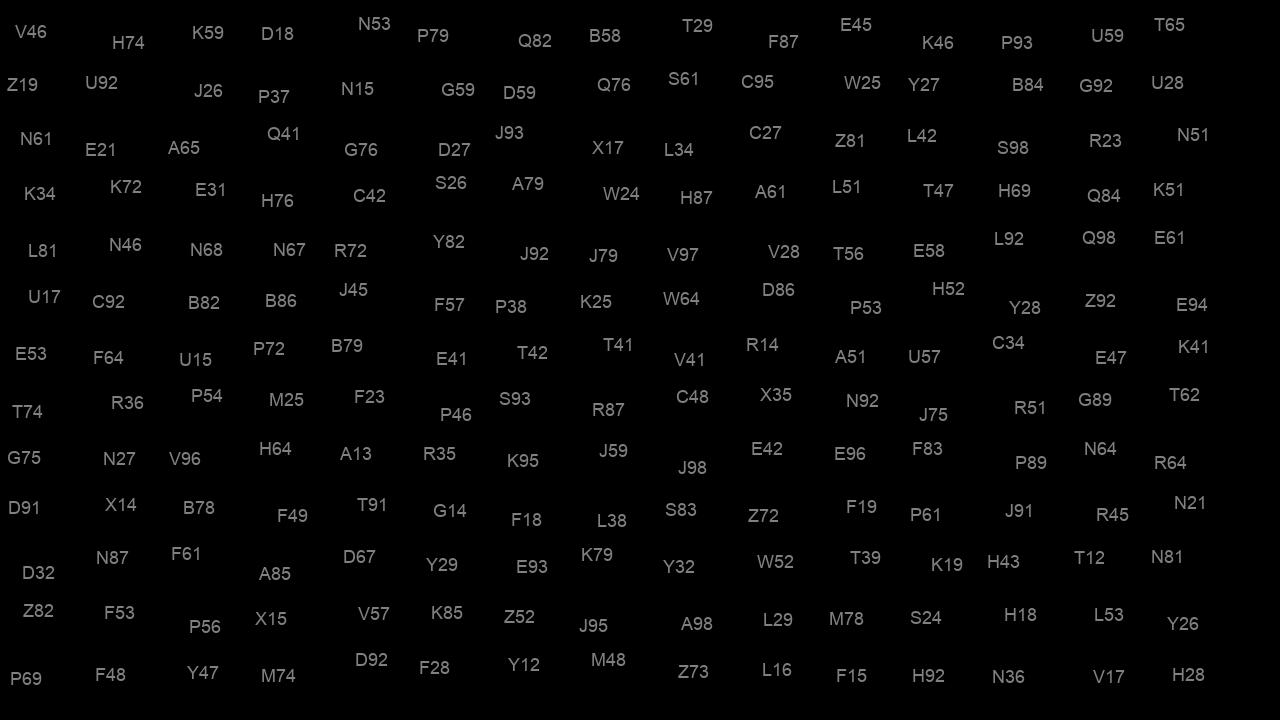 V46 H74 K59 D18 N53 P79 Q82 B58 T29 F87 E45 K46 P93 U59 T65
Z19 U92 J26 P37 N15 G59 D59 Q76 S61 C95 W25 Y27 B84 G92 U28
N61 E21 A65 Q41 G76 D27 J93 X17 L34 C27 Z81 L42 S98 R23 N51
K34 K72 E31 H76 C42 S26 A79 W24 H87 A61 L51 T47 H69 Q84 K51
L81 N46 N68 N67 R72 Y82 J92 J79 V97 V28 T56 E58 L92 Q98 E61
U17 C92 B82 B86 J45 F57 P38 K25 W64 D86 P53 H52 Y28 Z92 E94
E53 F64 U15 P72 B79 E41 T42 T41 V41 R14 A51 U57 C34 E47 K41
T74 R36 P54 M25 F23 P46 S93 R87 C48 X35 N92 J75 R51 G89 T62
G75 N27 V96 H64 A13 R35 K95 J59 J98 E42 E96 F83 P89 N64 R64
D91 X14 B78 F49 T91 G14 F18 L38 S83 Z72 F19 P61 J91 R45 N21
D32 N87 F61 A85 D67 Y29 E93 K79 Y32 W52 T39 K19 H43 T12 N81
Z82 F53 P56 X15 V57 K85 Z52 J95 A98 L29 M78 S24 H18 L53 Y26
P69 F48 Y47 M74 D92 F28 Y12 M48 Z73 L16 F15 H92 N36 V17 H28